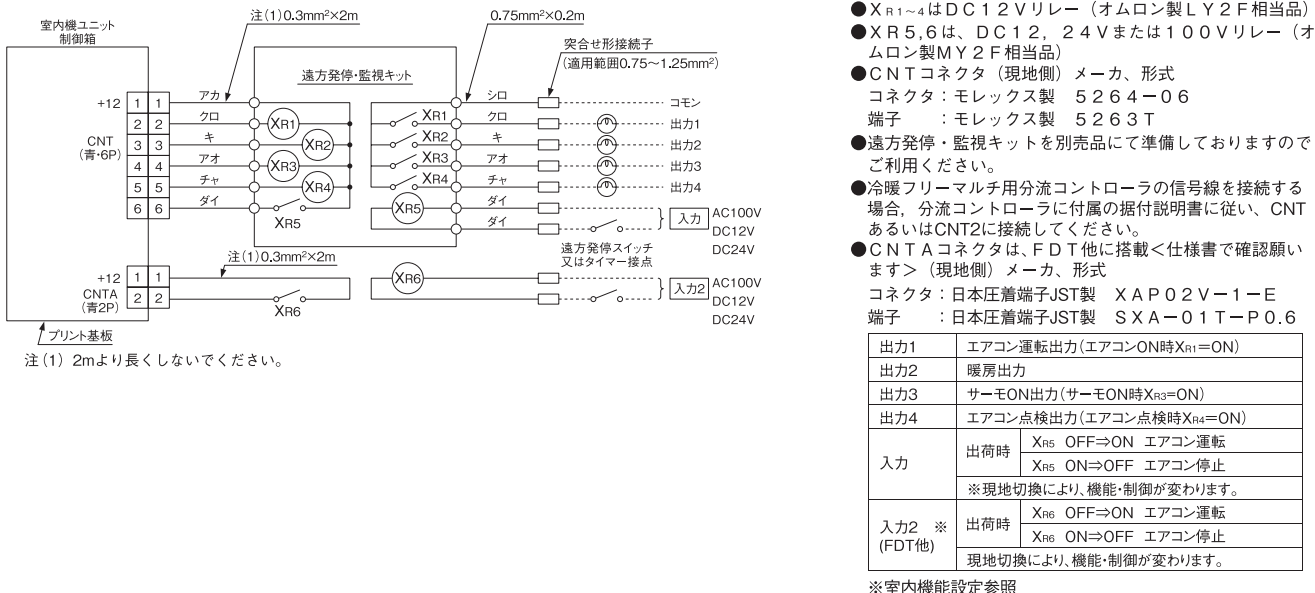 室内機ユニット
制御箱
注(1)0.3mm²×2m
0.75mm²×0.2m
突合せ形接続子
(適用範囲0.75～1.25mm²)
遠方発停・監視キット
+12 1 1 アカ シロ コモン
2 2 クロ XR1 XR1 クロ 出力1
CNT
(青・6P)
3 3 キ XR2 XR2 キ 出力2
4 4 アオ XR3 XR3 アオ 出力3
5 5 チャ XR4 XR4 チャ 出力4
6 6 ダイ XR5 XR5 ダイ 入力 AC100V
ダイ DC12V
DC24V
遠方発停スイッチ
又はタイマー接点
注(1)0.3mm²×2m
+12 1 1 XR6 入力2 AC100V
CNTA
(青2P)
2 2 XR6 DC12V
DC24V
プリント基板
注(1) 2mより長くしないでください。
●XR1～4はDC12Vリレー（オムロン製LY2F相当品）
●XR5,6は、DC12，24Vまたは100Vリレー（オ
ムロン製MY2F相当品）
●CNTコネクタ（現地側）メーカ、形式
コネクタ：モレックス製 5264－06
端子 ：モレックス製 5263T
●遠方発停・監視キットを別売品にて準備しておりますので
ご利用ください。
●冷暖フリーマルチ用分流コントローラの信号線を接続する
場合，分流コントローラに付属の据付説明書に従い、CNT
あるいはCNT2に接続してください。
●CNTAコネクタは、FDT他に搭載＜仕様書で確認願い
ます＞（現地側）メーカ、形式
コネクタ：日本圧着端子JST製 XAP02V－1－E
端子 ：日本圧着端子JST製 SXA－01T－P0.6
出力1 エアコン運転出力(エアコンON時XR1=ON)
出力2 暖房出力
出力3 サーモON出力(サーモON時XR3=ON)
出力4 エアコン点検出力(エアコン点検時XR4=ON)
入力 出荷時 XR5 OFF⇒ON エアコン運転
XR5 ON⇒OFF エアコン停止
※現地切換により、機能・制御が変わります。
入力2 ※
(FDT他)
出荷時 XR6 OFF⇒ON エアコン運転
XR6 ON⇒OFF エアコン停止
現地切換により、機能・制御が変わります。
※室内機能設定参照